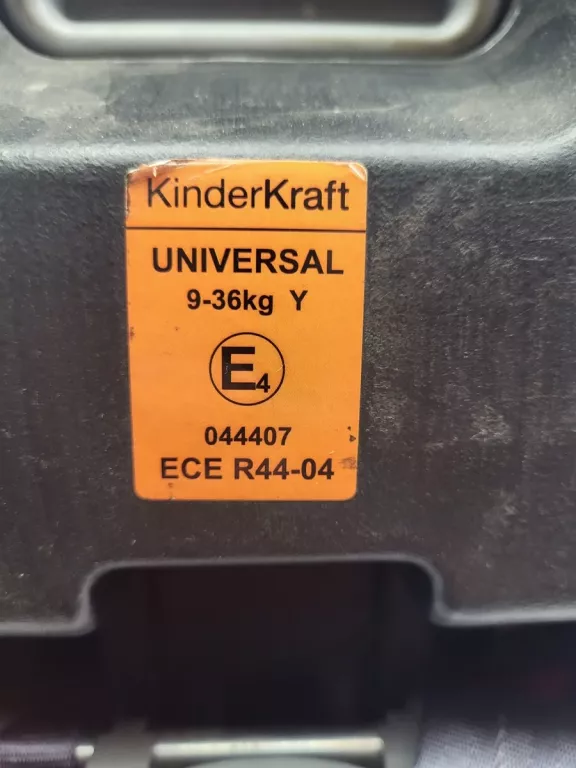 KinderKraft
UNIVERSAL
9-36kg Y
E4
044407
ECE R44-04